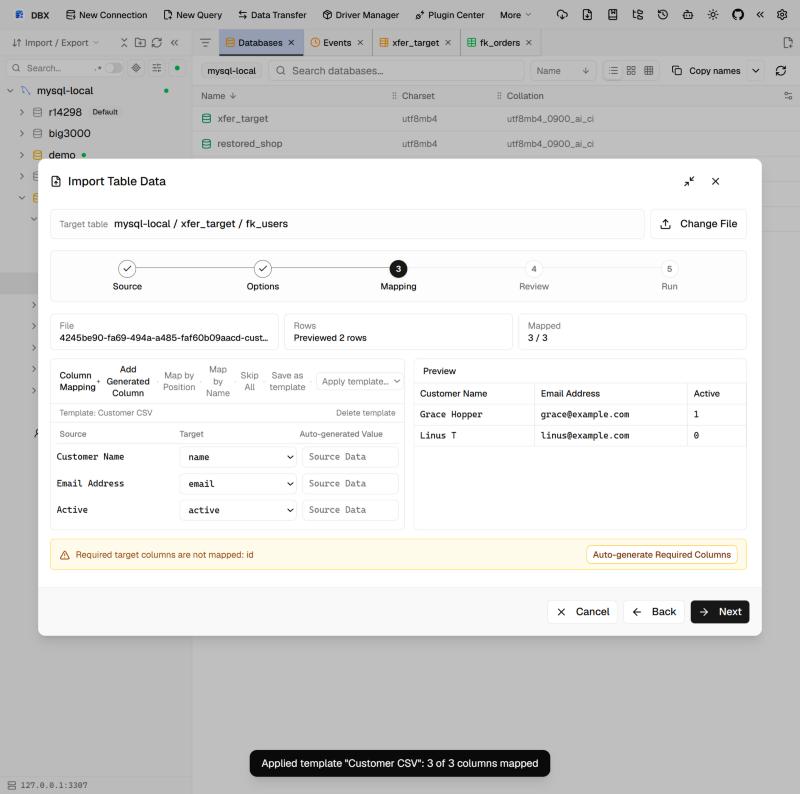 DBX New Connection New Query Data Transfer Driver Manager Plugin Center More
Import / Export Databases Events xfer_target fk_orders
Search... .* mysql-local Search databases... Name Copy names
mysql-local Name Charset Collation
r14298 Default xfer_target utf8mb4 utf8mb4_0900_ai_ci
big3000
restored_shop utf8mb4 utf8mb4_0900_ai_ci
demo
Import Table Data
Target table mysql-local / xfer_target / fk_users Change File
3 4 5
Source Options Mapping Review Run
File Rows Mapped
4245be90-fa69-494a-a485-faf60b09aacd-cust... Previewed 2 rows 3 / 3
Column Mapping Add Generated Column Map by Position Map by Name Skip All Save as template Apply template...
Template: Customer CSV Delete template
Source Target Auto-generated Value
Customer Name name Source Data
Email Address email Source Data
Active active Source Data
Preview
Customer Name Email Address Active
Grace Hopper grace@example.com 1
Linus T linus@example.com 0
Required target columns are not mapped: id Auto-generate Required Columns
Cancel Back Next
Applied template "Customer CSV": 3 of 3 columns mapped
127.0.0.1:3307